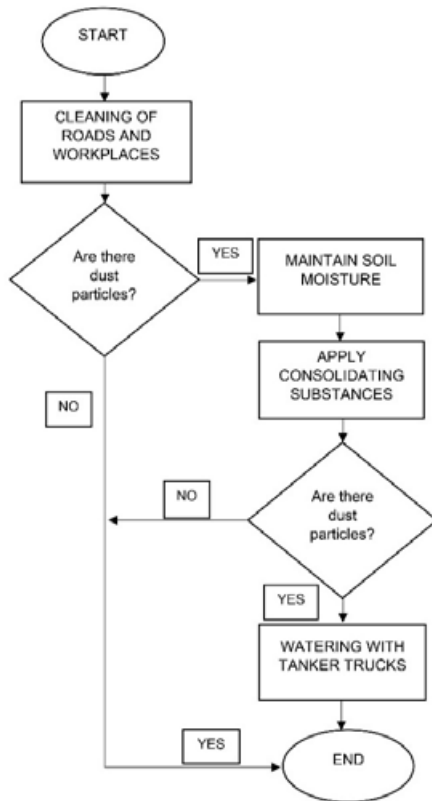 START
CLEANING OF
ROADS AND
WORKPLACES
Are there
dust
particles?
YES
MAINTAIN SOIL
MOISTURE
APPLY
CONSOLIDATING
SUBSTANCES
NO
NO
Are there
dust
particles?
YES
WATERING WITH
TANKER TRUCKS
YES
END